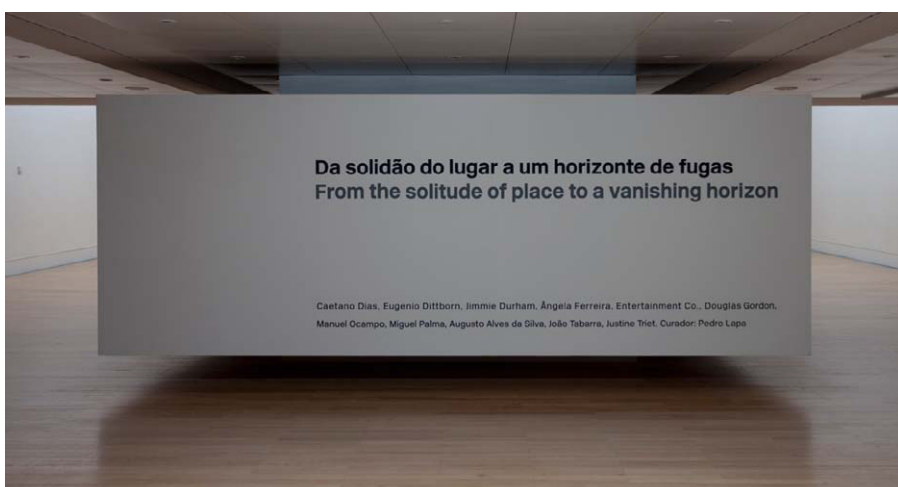 Da solidão do lugar a um horizonte de fugas
From the solitude of place to a vanishing horizon
Caetano Dias, Eugenio Dittborn, Jimmie Durham, Ângela Ferreira, Entertainment Co., Douglas Gordon,
Manuel Ocampo, Miguel Palma, Augusto Alves da Silva, João Tabarra, Justine Triet. Curador: Pedro Lapa